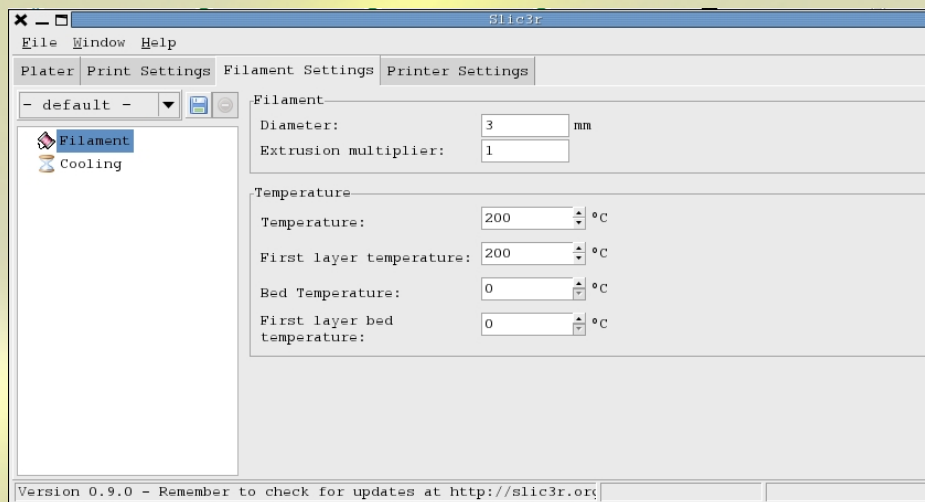 Slic3r
File Window Help
Plater Print Settings Filament Settings Printer Settings
- default -
Filament
Cooling
Filament
Diameter: 3 mm
Extrusion multiplier: 1
Temperature
Temperature: 200 °C
First layer temperature: 200 °C
Bed Temperature: 0 °C
First layer bed
temperature: 0 °C
Version 0.9.0 - Remember to check for updates at http://slic3r.org